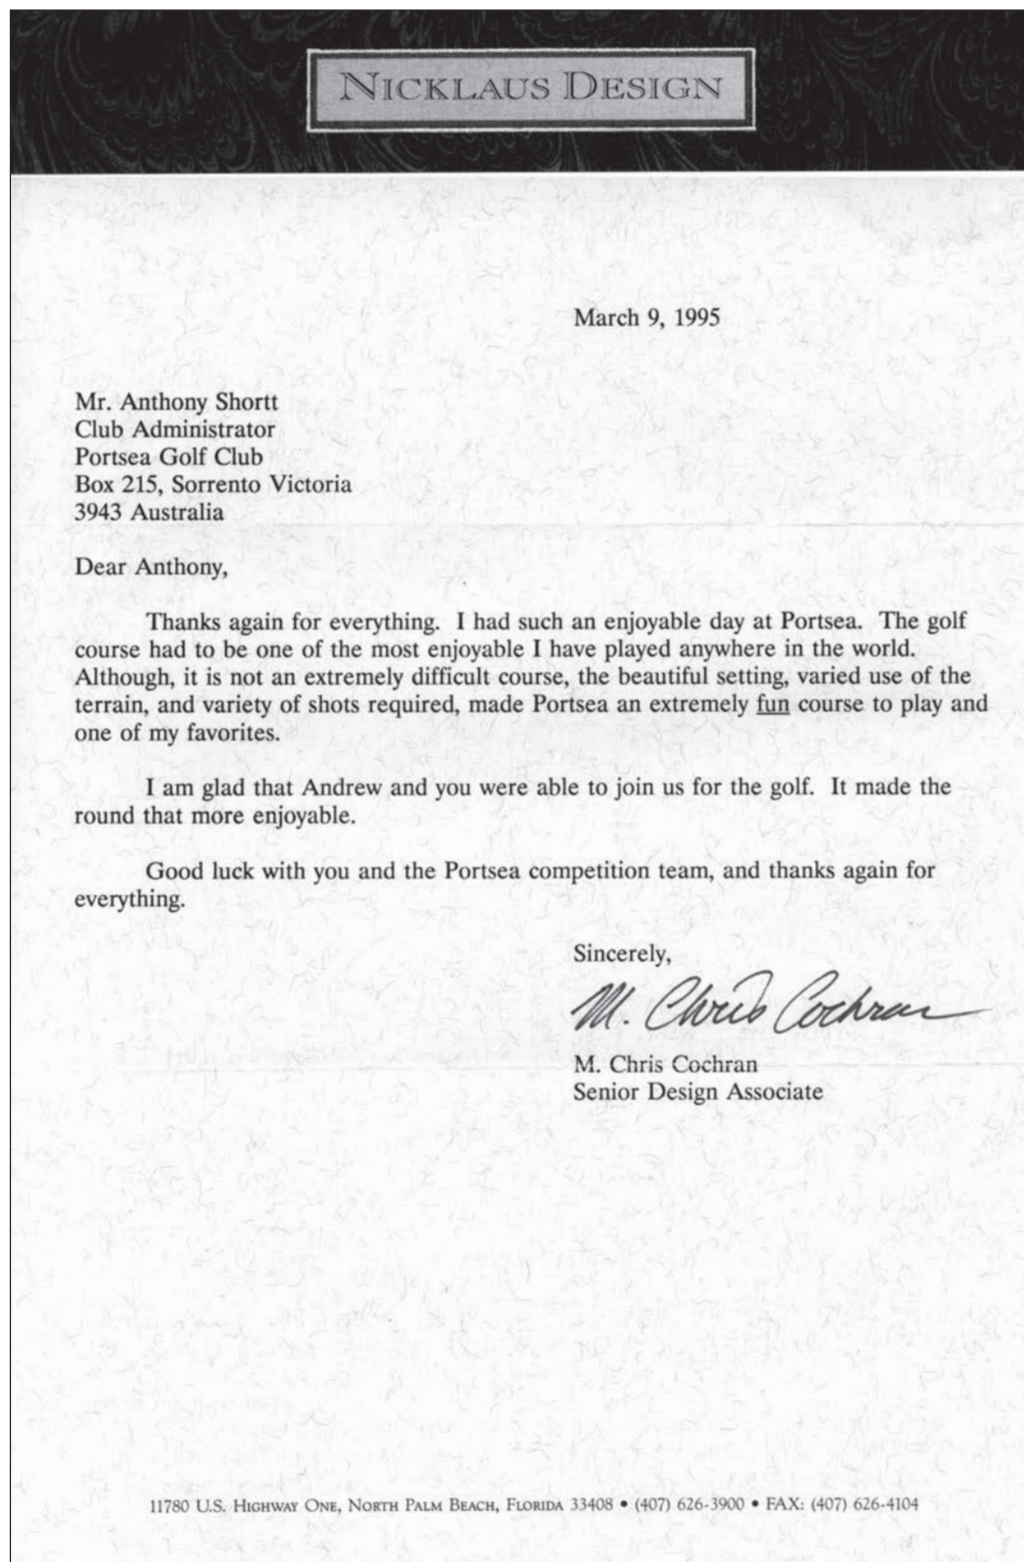 NICKLAUS DESIGN
March 9, 1995
Mr. Anthony Shortt
Club Administrator
Portsea Golf Club
Box 215, Sorrento Victoria
3943 Australia
Dear Anthony,
Thanks again for everything. I had such an enjoyable day at Portsea. The golf
course had to be one of the most enjoyable I have played anywhere in the world.
Although, it is not an extremely difficult course, the beautiful setting, varied use of the
terrain, and variety of shots required, made Portsea an extremely fun course to play and
one of my favorites.
I am glad that Andrew and you were able to join us for the golf. It made the
round that more enjoyable.
Good luck with you and the Portsea competition team, and thanks again for
everything.
Sincerely,
M. Chris Cochran
M. Chris Cochran
Senior Design Associate
11780 U.S. HIGHWAY ONE, NORTH PALM BEACH, FLORIDA 33408 • (407) 626-3900 • FAX: (407) 626-4104